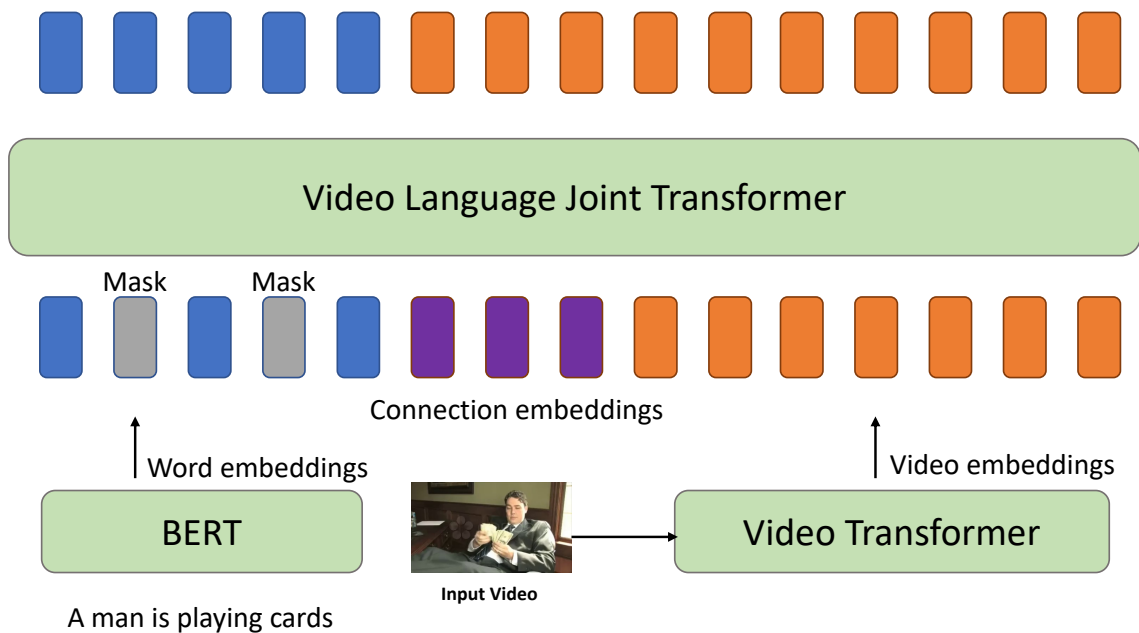 Video Language Joint Transformer
Mask Mask
Connection embeddings
Word embeddings
Video embeddings
BERT
Video Transformer
Input Video
A man is playing cards